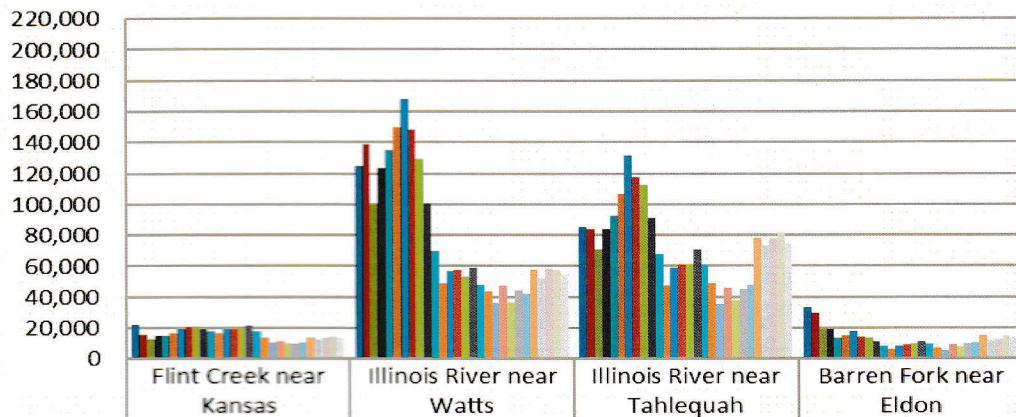 220,000
200,000
180,000
160,000
140,000
120,000
100,000
80,000
60,000
40,000
20,000
0
Flint Creek near
Kansas
Illinois River near
Watts
Illinois River near
Tahlequah
Barren Fork near
Eldon